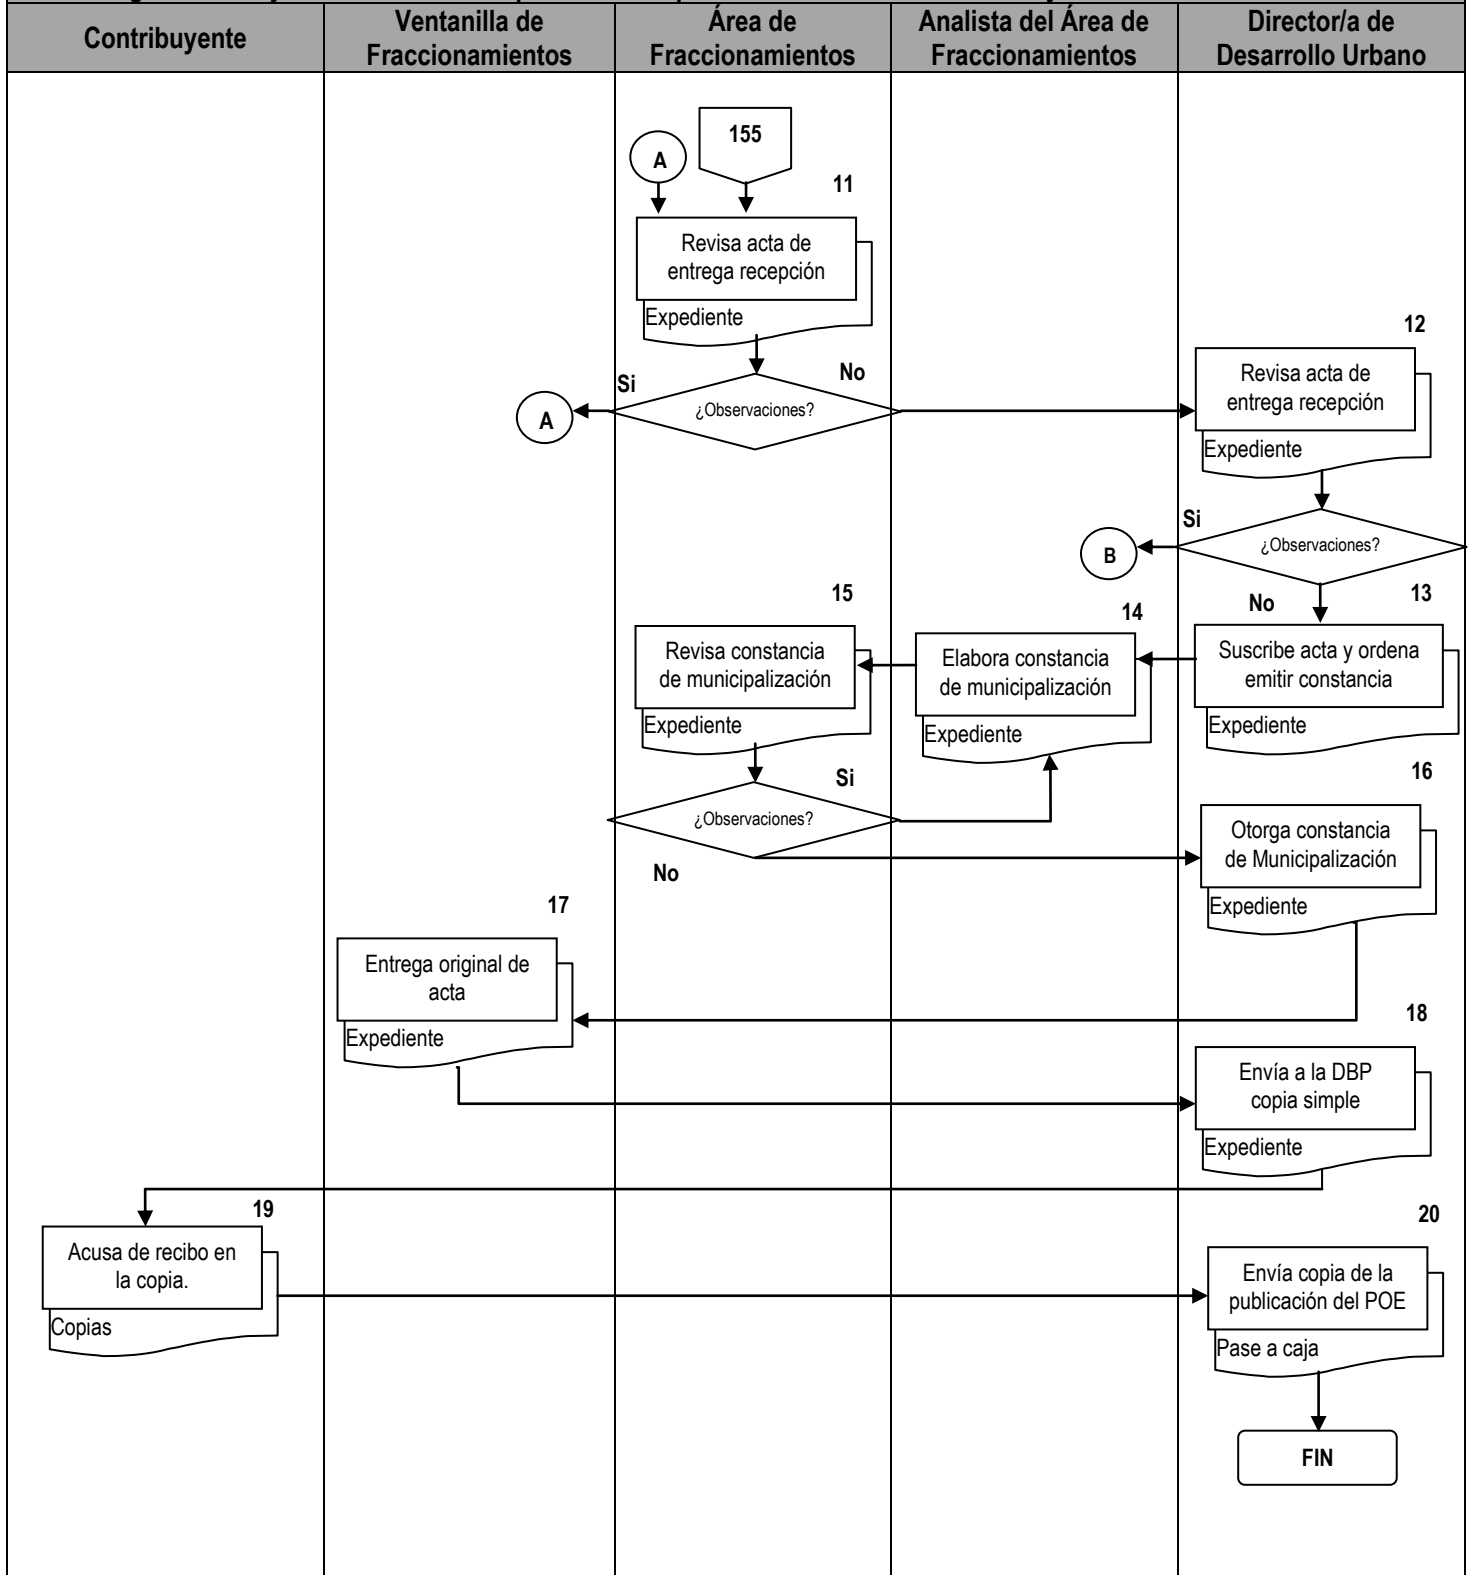 Contribuyente
Ventanilla de
Fraccionamientos
Área de
Fraccionamientos
Analista del Área de
Fraccionamientos
Director/a de
Desarrollo Urbano
A
155
11
Revisa acta de
entrega recepción
Expediente
Si
¿Observaciones?
No
A
12
Revisa acta de
entrega recepción
Expediente
Si
¿Observaciones?
B
No
13
Suscribe acta y ordena
emitir constancia
Expediente
14
Elabora constancia
de municipalización
Expediente
15
Revisa constancia
de municipalización
Expediente
Si
¿Observaciones?
No
16
Otorga constancia
de Municipalización
Expediente
17
Entrega original de
acta
Expediente
18
Envía a la DBP
copia simple
Expediente
19
Acusa de recibo en
la copia.
Copias
20
Envía copia de la
publicación del POE
Pase a caja
FIN